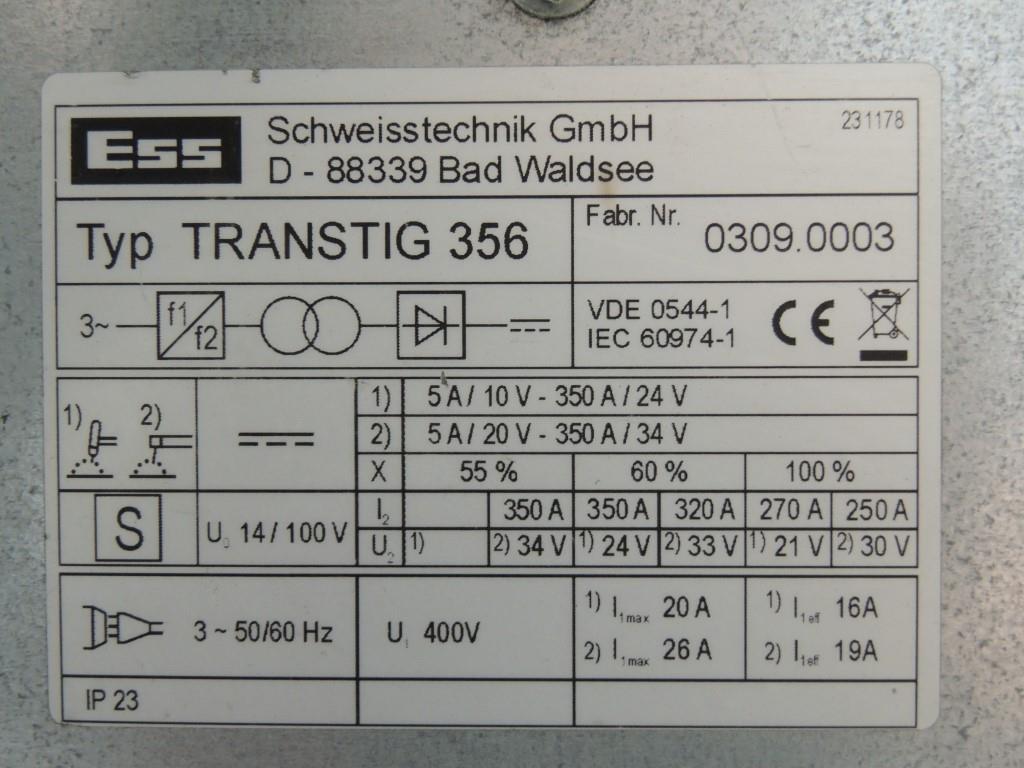 Ess
Schweisstechnik GmbH
D - 88339 Bad Waldsee
231178
Typ TRANSTIG 356
Fabr. Nr. 0309.0003
3~ f1 f2
VDE 0544-1
IEC 60974-1
CE
1) 2)
1) 5 A / 10 V - 350 A / 24 V
2) 5 A / 20 V - 350 A / 34 V
X 55 % 60 % 100 %
S
U₀ 14 / 100 V
I₂ 350 A 350 A 320 A 270 A 250 A
U₂ 1) 2) 34 V 1) 24 V 2) 33 V 1) 21 V 2) 30 V
3 ~ 50/60 Hz
U₁ 400V
1) I₁max 20 A
2) I₁max 26 A
1) I₁eff 16A
2) I₁eff 19A
IP 23